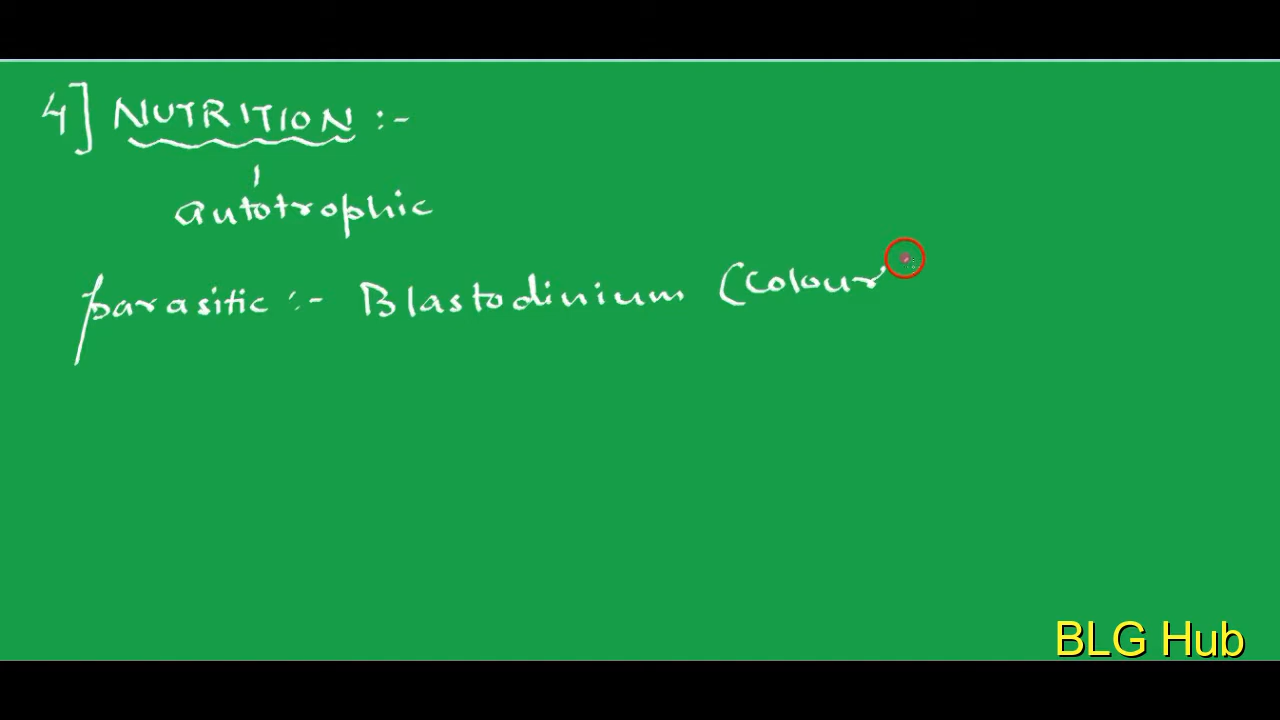 4] NUTRITION :-
autotrophic
parasitic :- Blastodinium (Colour
BLG Hub